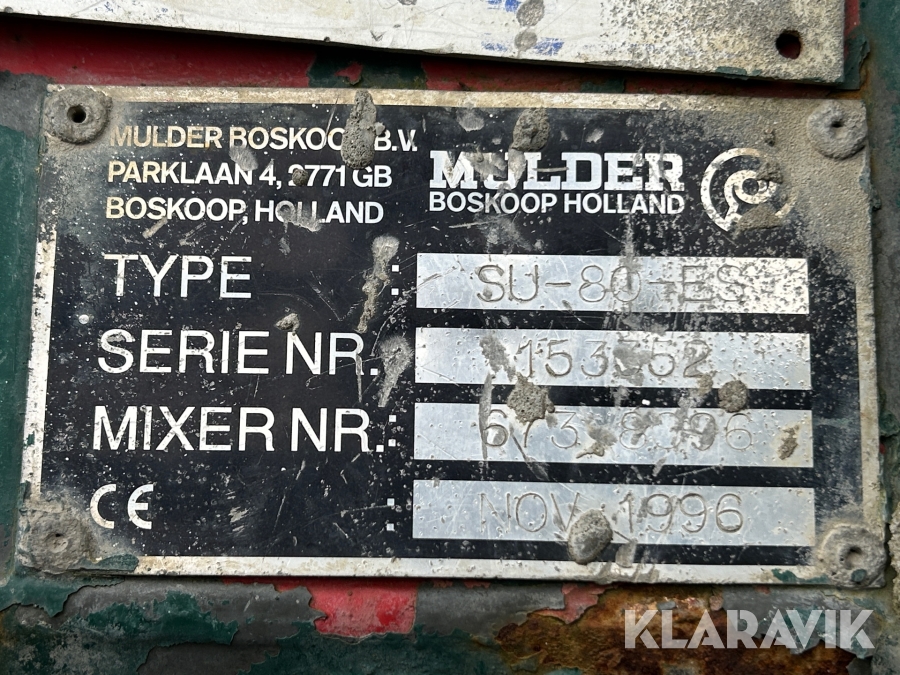 MULDER BOSKOOP B.V.
PARKLAAN 4, 2771 GB
BOSKOOP, HOLLAND
MULDER
BOSKOOP HOLLAND
TYPE : SU-80-ES
SERIE NR. :
MIXER NR. :
CE NOV 1996
KLARAVIK